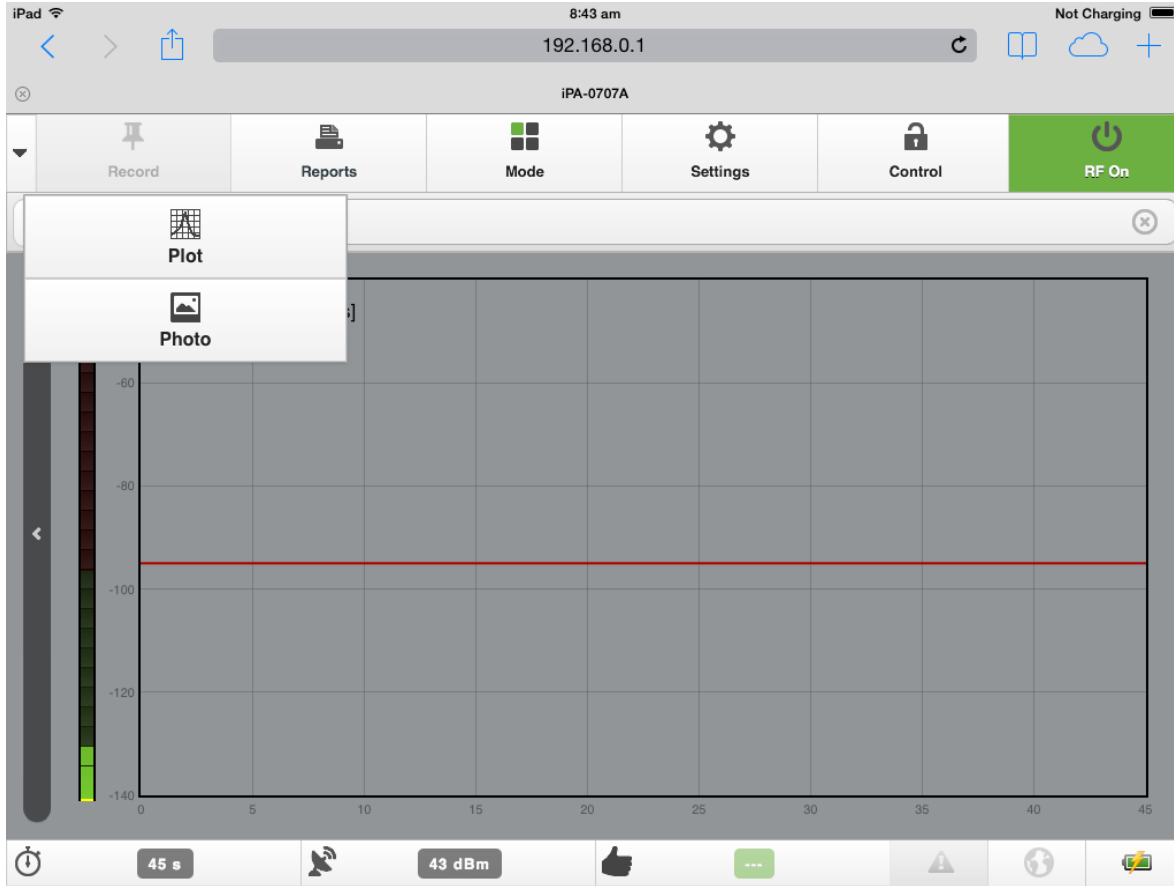 iPad 8:43 am Not Charging
192.168.0.1
iPA-0707A
Record Reports Mode Settings Control RF On
Plot
Photo
]
-60
-80
-100
-120
-140
0 5 10 15 20 25 30 35 40 45
45 s 43 dBm ---